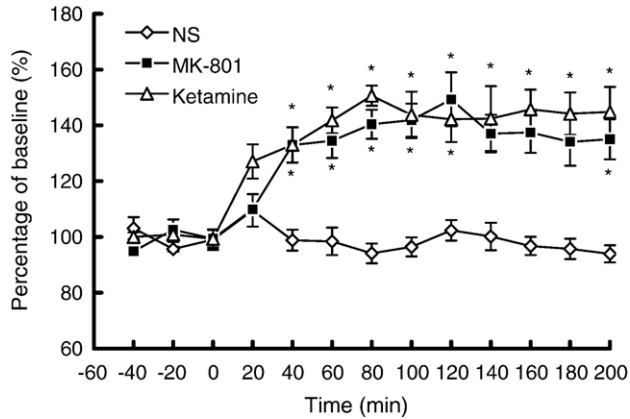 NS
MK-801
Ketamine
Percentage of baseline (%)
180
160
140
120
100
80
60
* * * * * * * * *
* * * * * *
-60 -40 -20 0 20 40 60 80 100 120 140 160 180 200
Time (min)